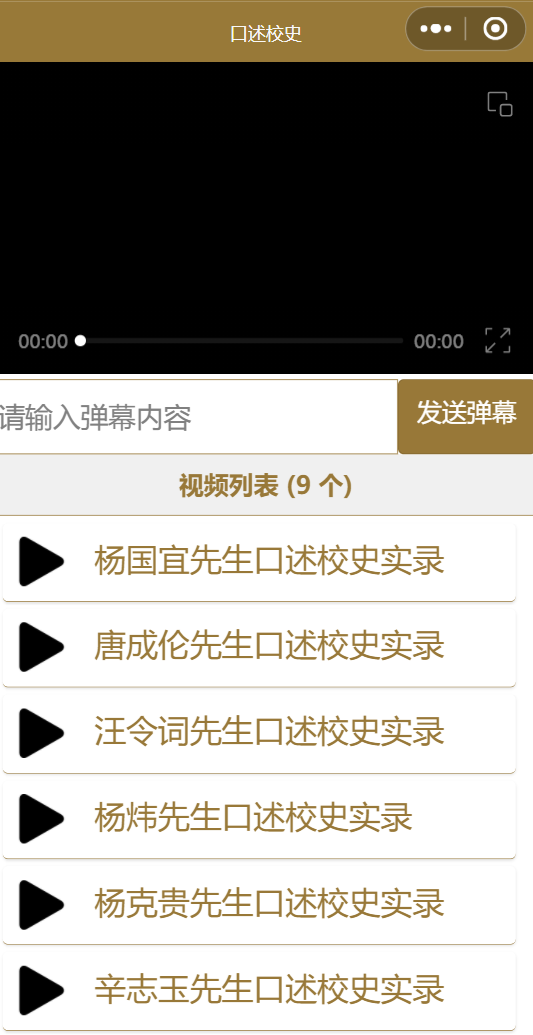 口述校史
00:00 00:00
请输入弹幕内容 发送弹幕
视频列表 (9 个)
杨国宜先生口述校史实录
唐成伦先生口述校史实录
汪令词先生口述校史实录
杨炜先生口述校史实录
杨克贵先生口述校史实录
辛志玉先生口述校史实录